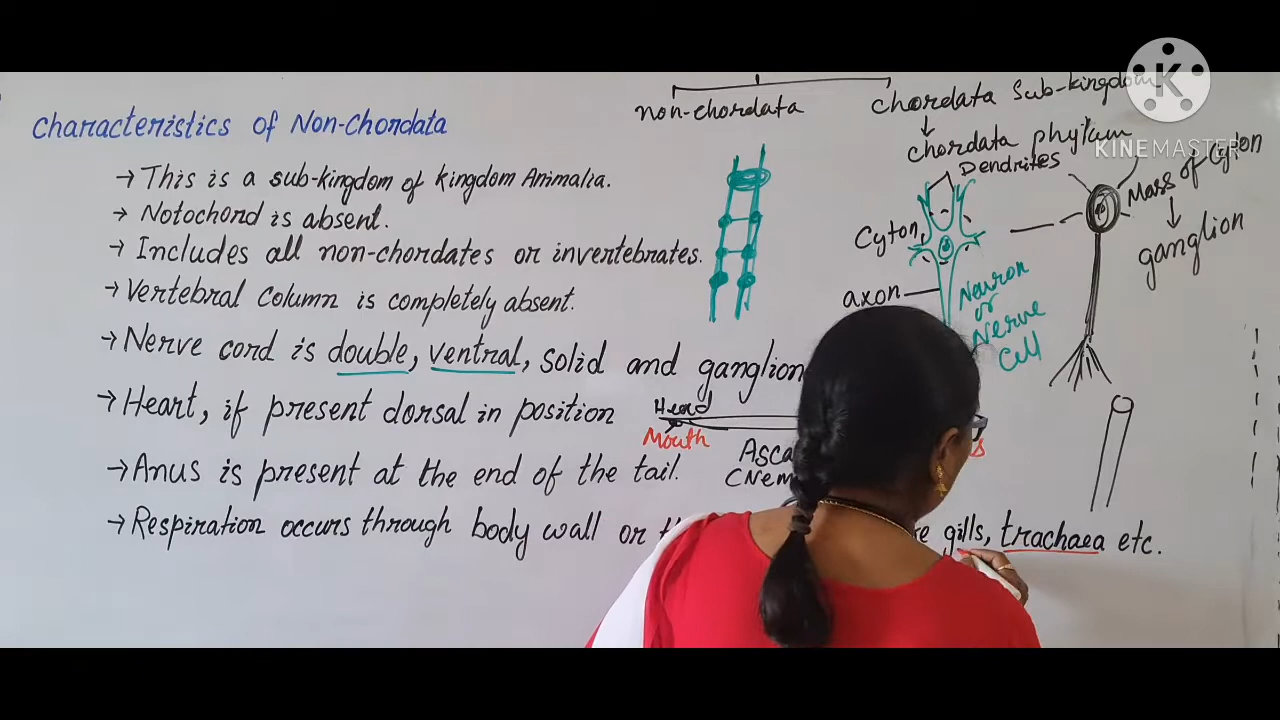 Characteristics of Non-Chordata
→ This is a sub-kingdom of kingdom Animalia.
→ Notochord is absent.
→ Includes all non-chordates or invertebrates.
→ Vertebral column is completely absent.
→ Nerve cord is double, ventral, solid and ganglion
→ Heart, if present dorsal in position
→ Anus is present at the end of the tail.
→ Respiration occurs through body wall or gills, trachaea etc.
non-chordata
chordata sub-kingdom
chordata phylum
Dendrites
Cyton
axon
Neuron
or
Nerve
Cell
Mass of Cyton
ganglion
Head
Mouth
K
KINEMASTER